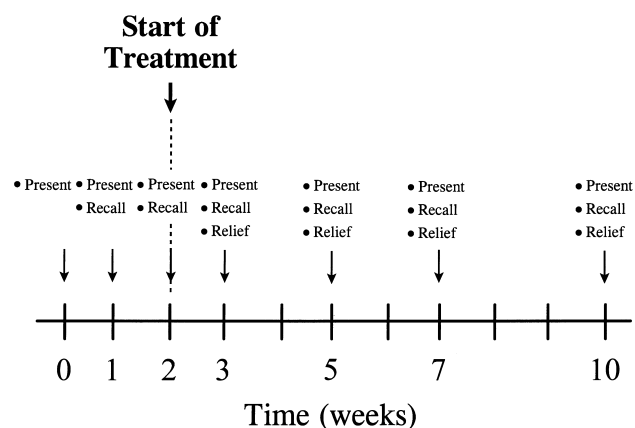 Start of
Treatment
• Present • Present • Present • Present • Present • Present • Present
• Recall • Recall • Recall • Recall • Recall • Recall
• Relief • Relief • Relief • Relief
0 1 2 3 5 7 10
Time (weeks)